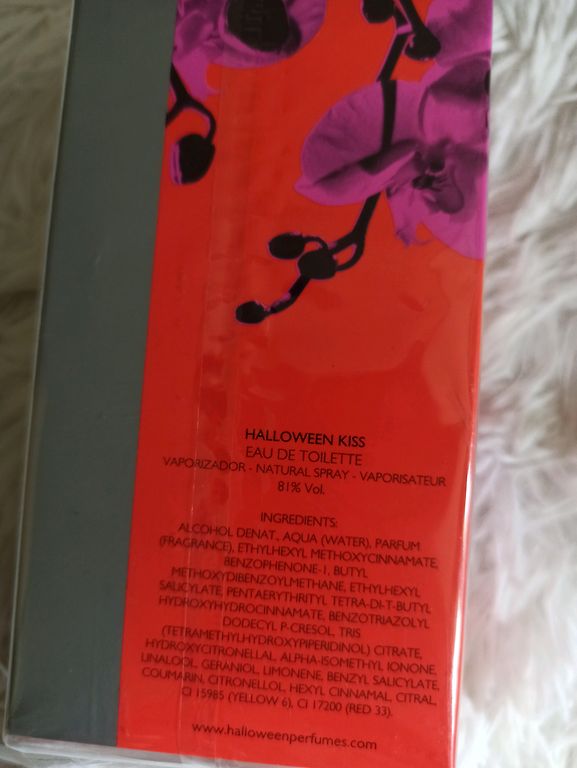 HALLOWEEN KISS
EAU DE TOILETTE
VAPORIZADOR - NATURAL SPRAY - VAPORISATEUR
81% Vol.
INGREDIENTS:
ALCOHOL DENAT., AQUA (WATER), PARFUM
(FRAGRANCE), ETHYLHEXYL METHOXYCINNAMATE,
BENZOPHENONE-1, BUTYL
METHOXYDIBENZOYLMETHANE, ETHYLHEXYL
SALICYLATE, PENTAERYTHRITYL TETRA-DI-T-BUTYL
HYDROXYHYDROCINNAMATE, BENZOTRIAZOLYL
DODECYL P-CRESOL, TRIS
(TETRAMETHYLHYDROXYPIPERIDINOL) CITRATE,
HYDROXYCITRONELLAL, ALPHA-ISOMETHYL IONONE,
LINALOOL, GERANIOL, LIMONENE, BENZYL SALICYLATE,
COUMARIN, CITRONELLOL, HEXYL CINNAMAL, CITRAL,
CI 15985 (YELLOW 6), CI 17200 (RED 33).
www.halloweenperfumes.com